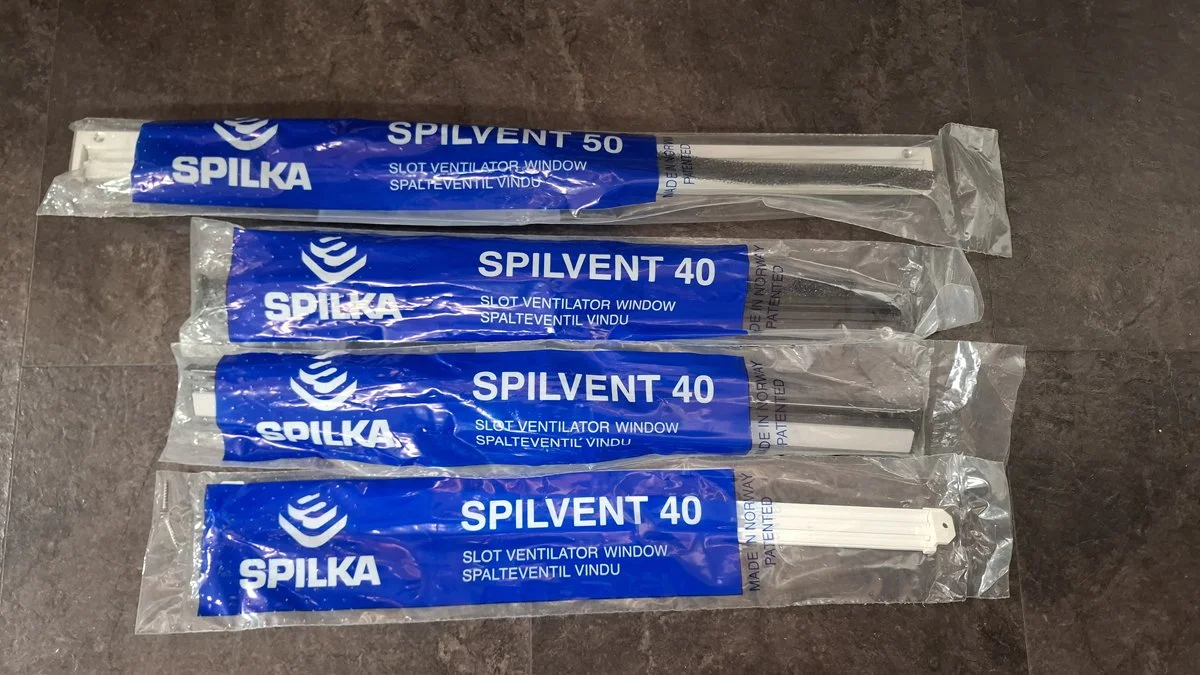 SPILKA
SPILVENT 50
SLOT VENTILATOR WINDOW
SPALTEVENTIL VINDU
MADE IN NORWAY
PATENTED
SPILKA
SPILVENT 40
SLOT VENTILATOR WINDOW
SPALTEVENTIL VINDU
MADE IN NORWAY
PATENTED
SPILKA
SPILVENT 40
SLOT VENTILATOR WINDOW
SPALTEVENTIL VINDU
MADE IN NORWAY
PATENTED
SPILKA
SPILVENT 40
SLOT VENTILATOR WINDOW
SPALTEVENTIL VINDU
MADE IN NORWAY
PATENTED